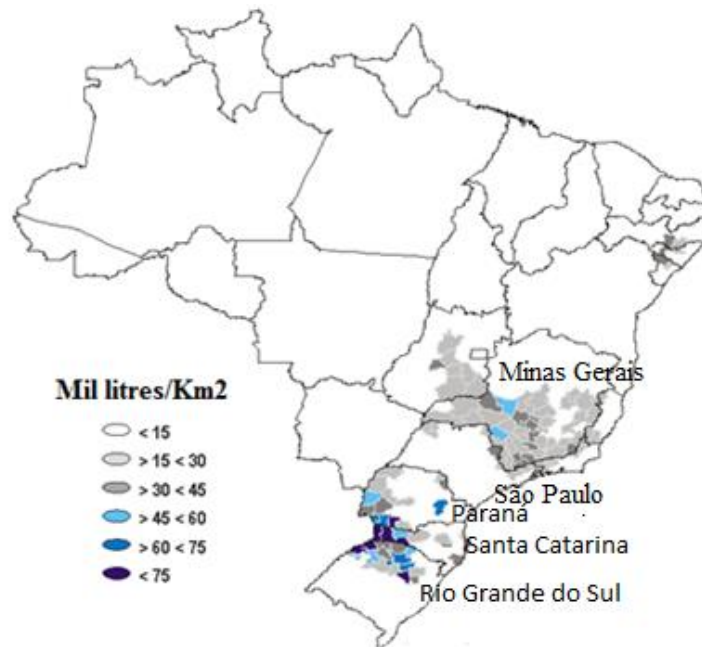 Minas Gerais
Mil litres/Km2
< 15
> 15 < 30
> 30 < 45
> 45 < 60
> 60 < 75
< 75
São Paulo
Paraná
Santa Catarina
Rio Grande do Sul